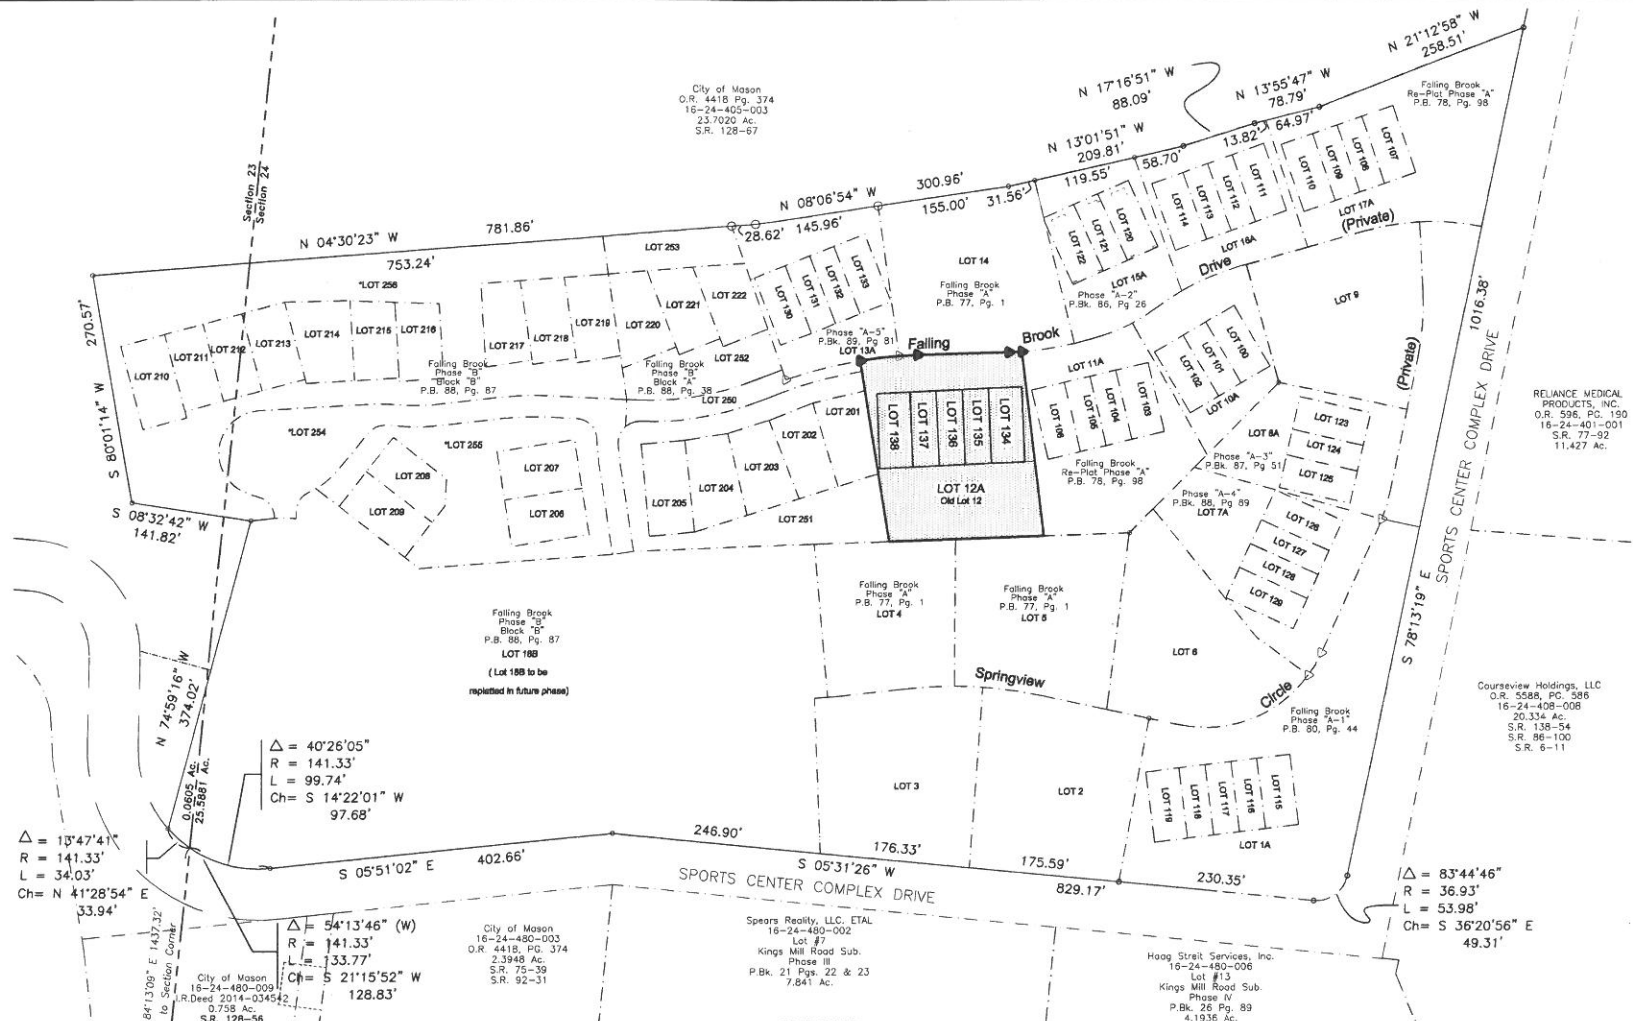 N 21°12'58" W
258.51'
N 17°16'51" W
88.09'
N 13°55'47" W
78.79'
Falling Brook
Re-Plat Phase "A"
P.B. 78, Pg. 98
City of Mason
O.R. 4418 Pg. 374
16-24-405-003
23.7020 Ac.
S.R. 128-67
N 13°01'51" W
209.81'
13.82'
64.97'
58.70'
119.55'
Section 23
Section 24
300.96'
N 08°06'54" W
155.00'
31.56'
28.62'
145.96'
N 04°30'23" W
781.86'
753.24'
LOT 253
*LOT 256
270.57'
S 80°01'14" W
LOT 107
LOT 106
LOT 109
LOT 110
LOT 17A
(Private)
LOT 111
LOT 112
LOT 113
LOT 114
LOT 16A
Drive
LOT 120
LOT 121
LOT 122
LOT 15A
Phase "A-2"
P.Bk. 86, Pg 26
LOT 14
Falling Brook
Phase "A"
P.B. 77, Pg. 1
LOT 9
(Private)
1016.38'
SPORTS CENTER COMPLEX DRIVE
S 78°13'19" E
LOT 133
LOT 132
LOT 131
LOT 130
Phase "A-5"
P.Bk. 89, Pg 81
LOT 13A
Falling
Brook
LOT 222
LOT 221
LOT 220
LOT 219
LOT 218
LOT 217
LOT 252
LOT 216
LOT 215
LOT 214
LOT 213
LOT 212
LOT 211
LOT 210
Falling Brook
Phase "B"
Block "B"
P.B. 88, Pg. 87
Falling Brook
Phase "B"
Block "A"
P.B. 88, Pg. 38
LOT 250
LOT 11A
LOT 100
LOT 101
LOT 102
LOT 10A
RELIANCE MEDICAL
PRODUCTS, INC.
O.R. 596, PG. 190
16-24-401-001
S.R. 77-92
11.427 Ac.
LOT 138
LOT 137
LOT 136
LOT 135
LOT 134
LOT 106
LOT 105
LOT 104
LOT 103
LOT 8A
LOT 123
LOT 124
LOT 125
LOT 201
LOT 202
LOT 203
LOT 204
LOT 205
LOT 251
*LOT 254
*LOT 255
LOT 207
LOT 206
LOT 208
LOT 209
Falling Brook
Re-Plat Phase "A"
P.B. 78, Pg. 98
Phase "A-3"
P.Bk. 87, Pg 51
Phase "A-4"
P.Bk. 88, Pg 89
LOT 7A
LOT 12A
Old Lot 12
LOT 126
LOT 127
LOT 128
LOT 129
S 08°32'42" W
141.82'
Falling Brook
Phase "A"
P.B. 77, Pg. 1
LOT 4
Falling Brook
Phase "A"
P.B. 77, Pg. 1
LOT 5
LOT 6
Falling Brook
Phase "B"
Block "B"
P.B. 88, Pg. 87
LOT 18B
( Lot 18B to be
replatted in future phase)
Springview
Circle
Falling Brook
Phase "A-1"
P.B. 80, Pg. 44
Courseview Holdings, LLC
O.R. 5588, PG. 586
16-24-408-008
20.334 Ac.
S.R. 138-54
S.R. 86-100
S.R. 6-11
N 74°59'16" W
374.02'
0.0605 Ac.
25.5881 Ac.
Δ = 40°26'05"
R = 141.33'
L = 99.74'
Ch= S 14°22'01" W
97.68'
LOT 3
LOT 2
LOT 119
LOT 118
LOT 117
LOT 116
LOT 115
LOT 1A
Δ = 13°47'41"
R = 141.33'
L = 34.03'
Ch= N 41°28'54" E
33.94'
S 05°51'02" E
402.66'
246.90'
176.33'
S 05°31'26" W
175.59'
829.17'
230.35'
SPORTS CENTER COMPLEX DRIVE
Δ = 83°44'46"
R = 36.93'
L = 53.98'
Ch= S 36°20'56" E
49.31'
Δ = 54°13'46" (W)
R = 141.33'
L = 133.77'
Ch= S 21°15'52" W
128.83'
84°13'09" E 1437.32'
to Section Corner
City of Mason
16-24-480-009
I.R.Deed 2014-034542
0.758 Ac.
S.R. 128-56
City of Mason
16-24-480-003
O.R. 4418, PG. 374
2.3948 Ac.
S.R. 75-39
S.R. 92-31
Spears Reality, LLC, ETAL
16-24-480-002
Lot #7
Kings Mill Road Sub.
Phase III
P.Bk. 21 Pgs. 22 & 23
7.841 Ac.
Haag Streit Services, Inc.
16-24-480-006
Lot #13
Kings Mill Road Sub.
Phase IV
P.Bk. 26 Pg. 89
4.1936 Ac.